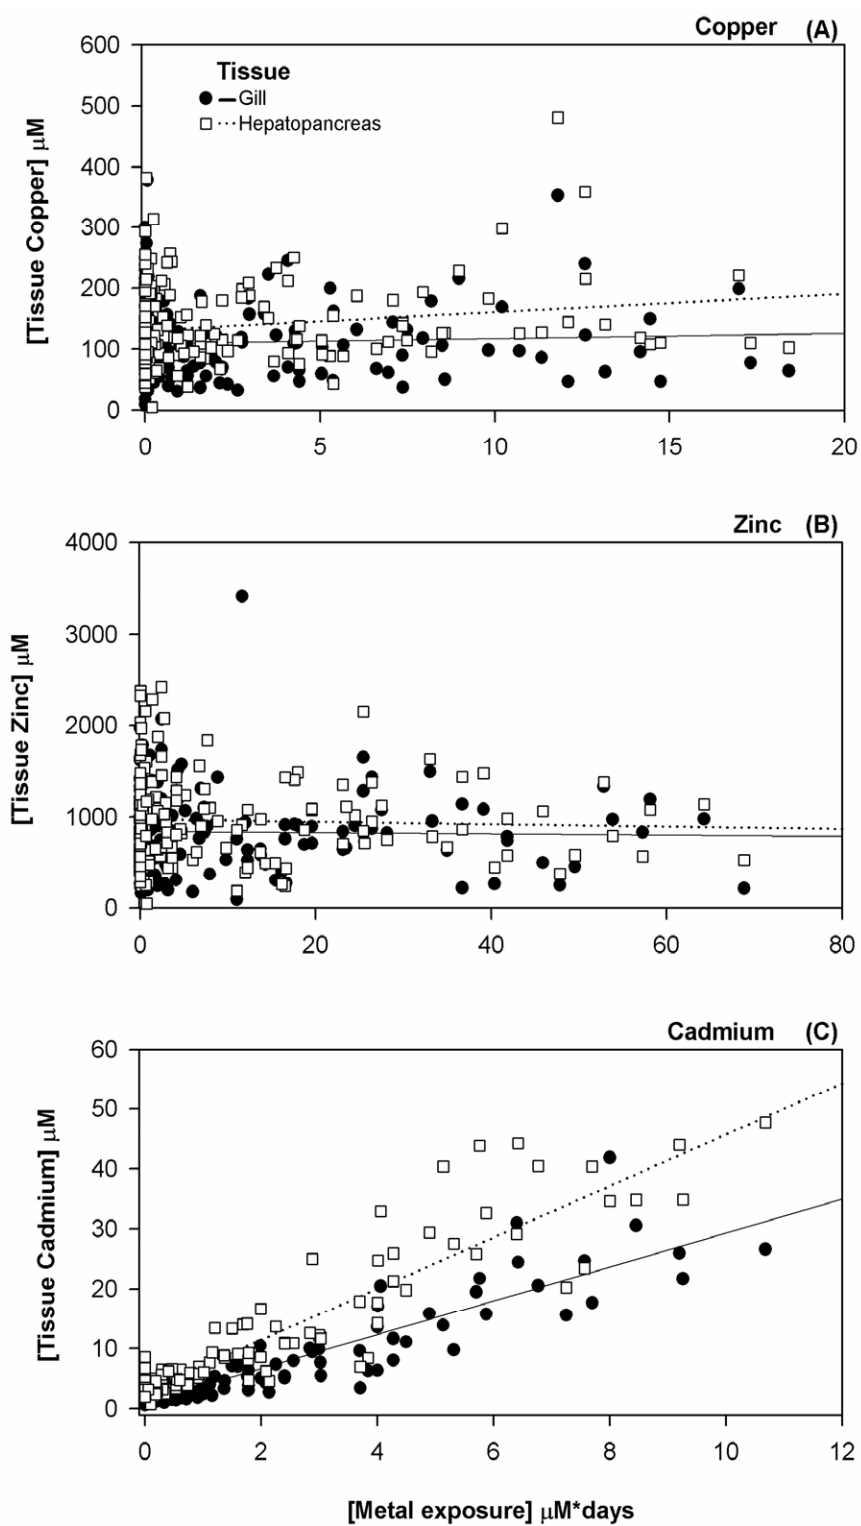 Copper (A)
600
500
400
300
200
100
0
[Tissue Copper] µM
Tissue
Gill
Hepatopancreas
0 5 10 15 20
Zinc (B)
4000
3000
2000
1000
0
[Tissue Zinc] µM
0 20 40 60 80
Cadmium (C)
60
50
40
30
20
10
0
[Tissue Cadmium] µM
0 2 4 6 8 10 12
[Metal exposure] µM*days